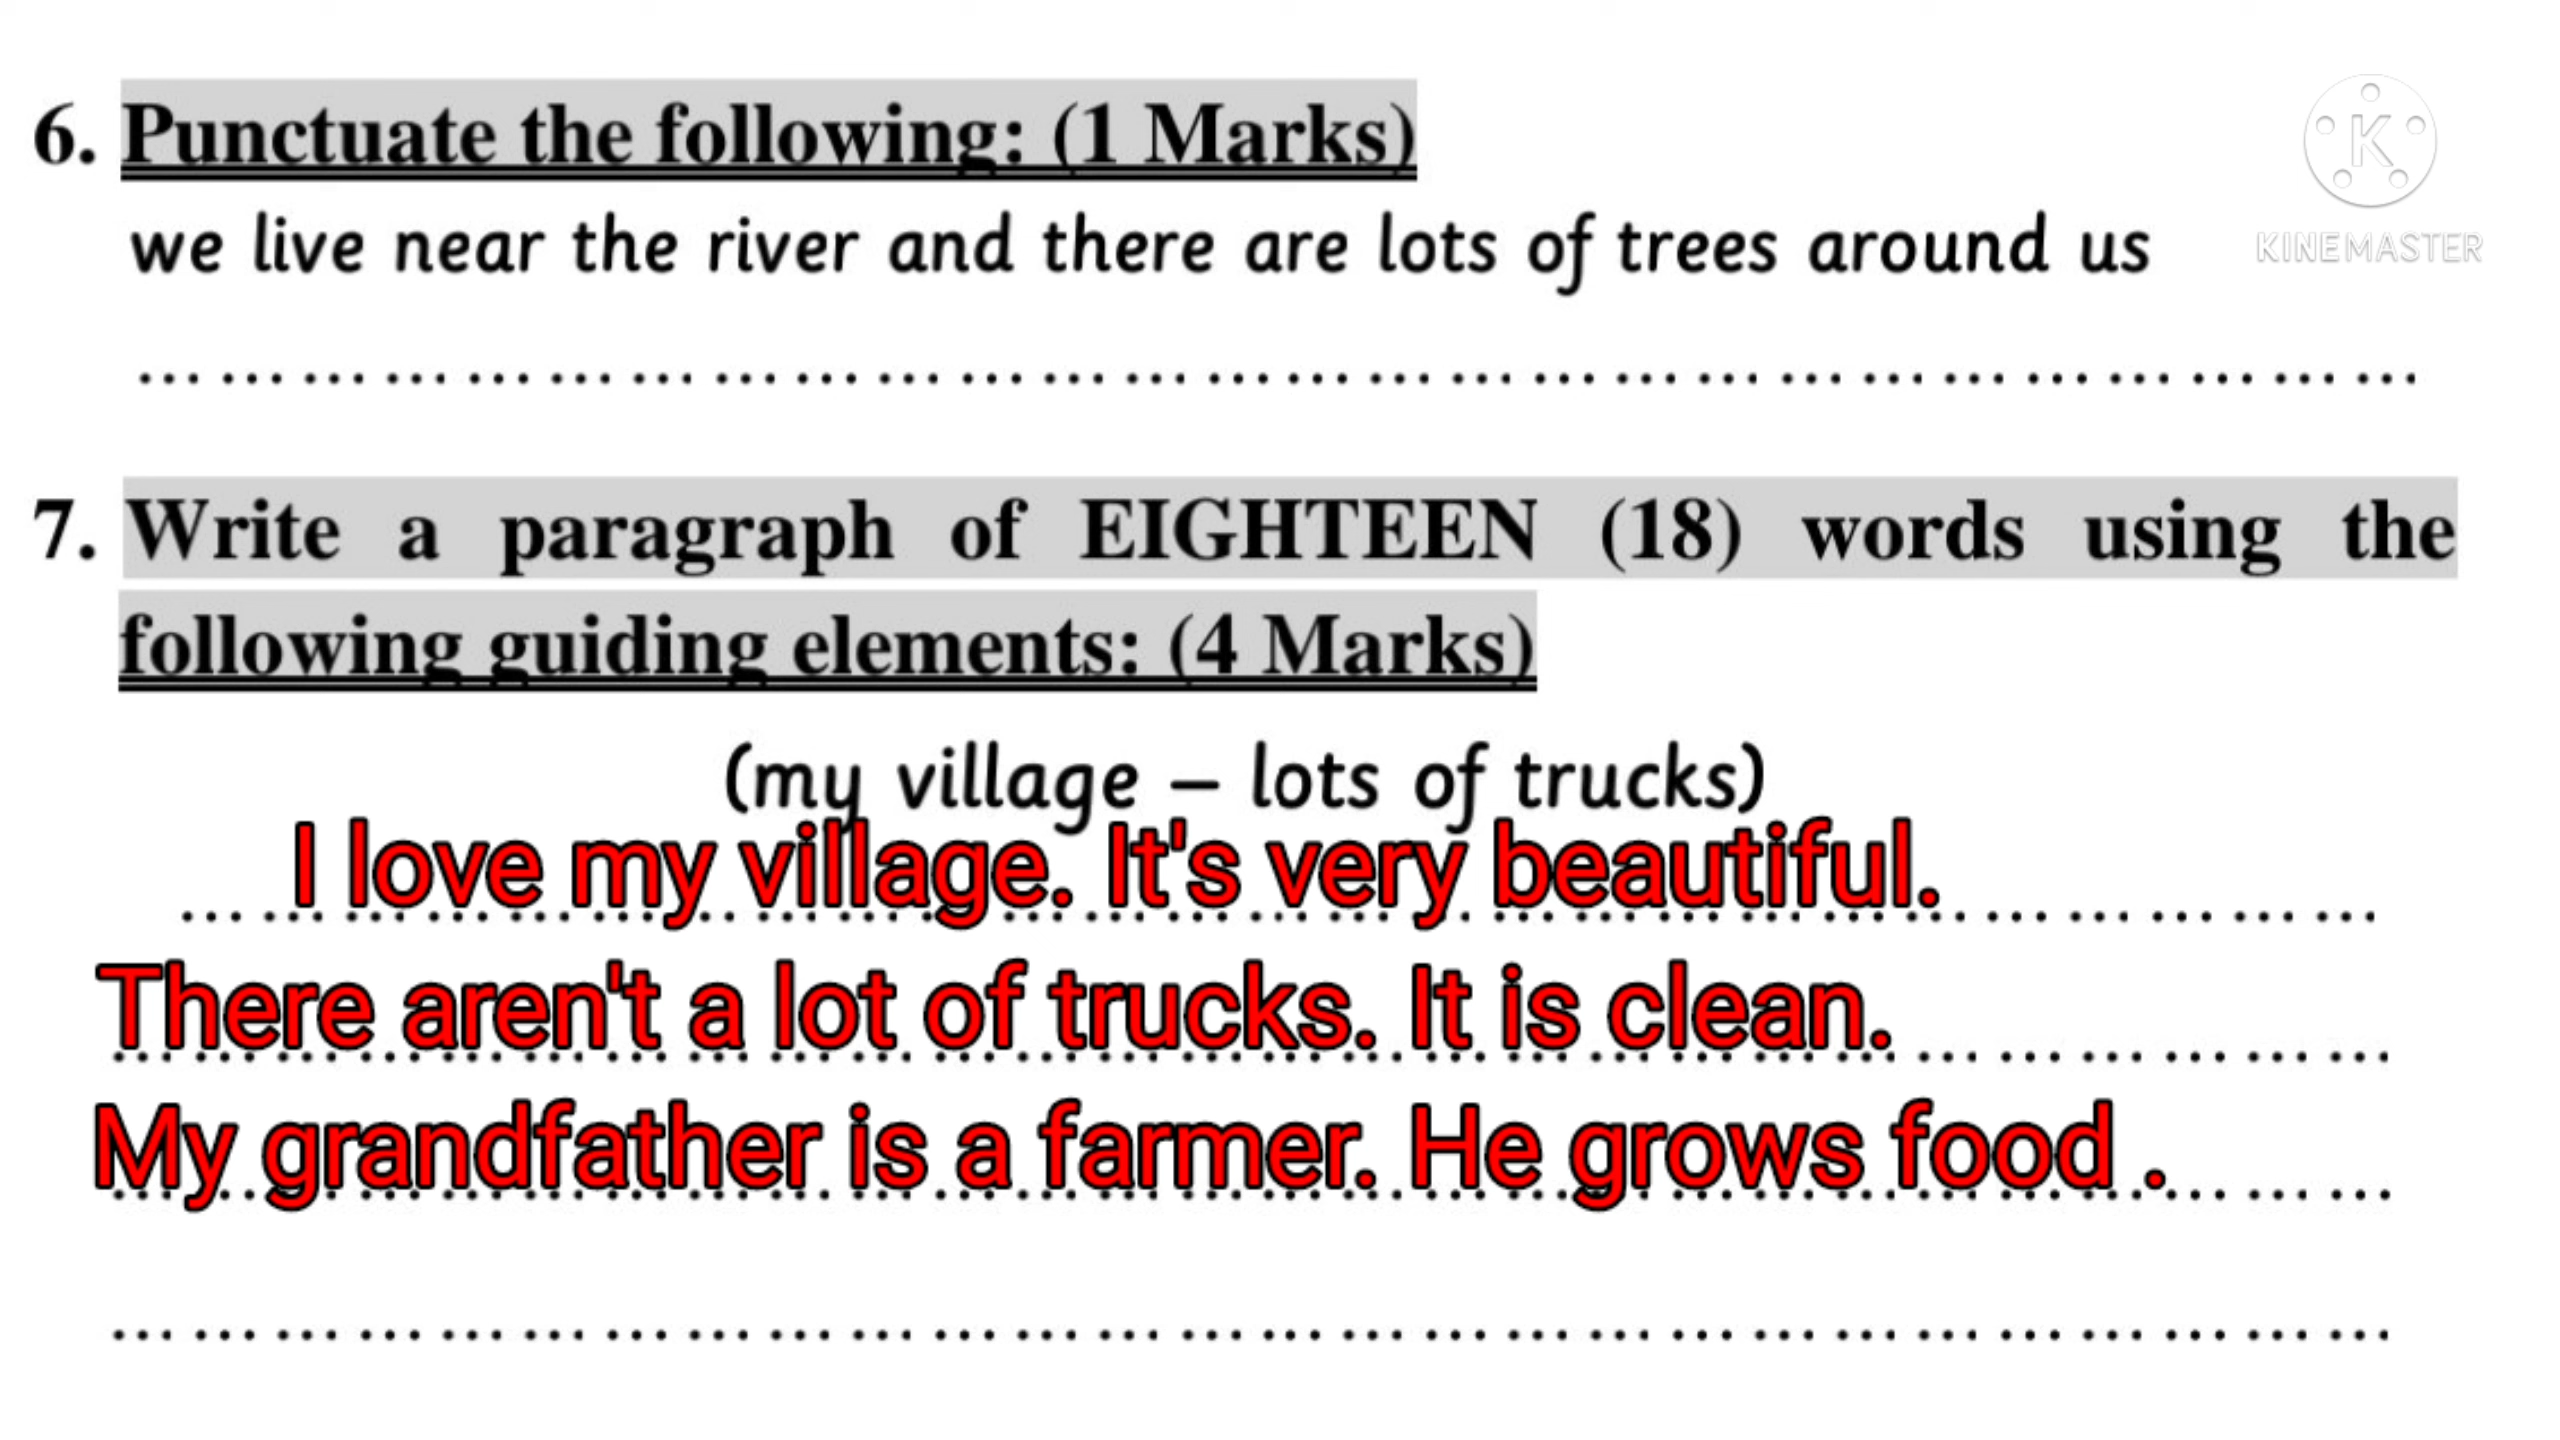 6. Punctuate the following: (1 Marks)
K
KINEMASTER
we live near the river and there are lots of trees around us
7. Write a paragraph of EIGHTEEN (18) words using the
following guiding elements: (4 Marks)
(my village – lots of trucks)
I love my village. It's very beautiful.
There aren't a lot of trucks. It is clean.
My grandfather is a farmer. He grows food .